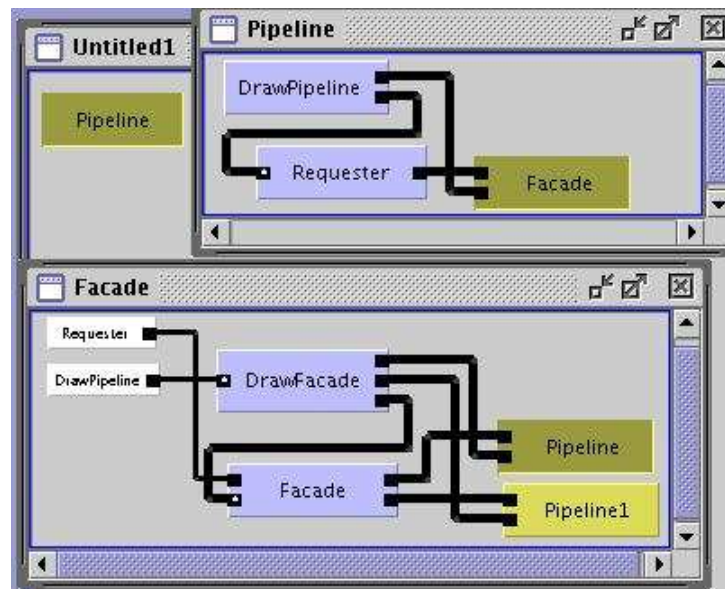 Untitled1
Pipeline
Pipeline
DrawPipeline
Requester
Facade
Facade
Requester
DrawPipeline
DrawFacade
Pipeline
Facade
Pipeline1